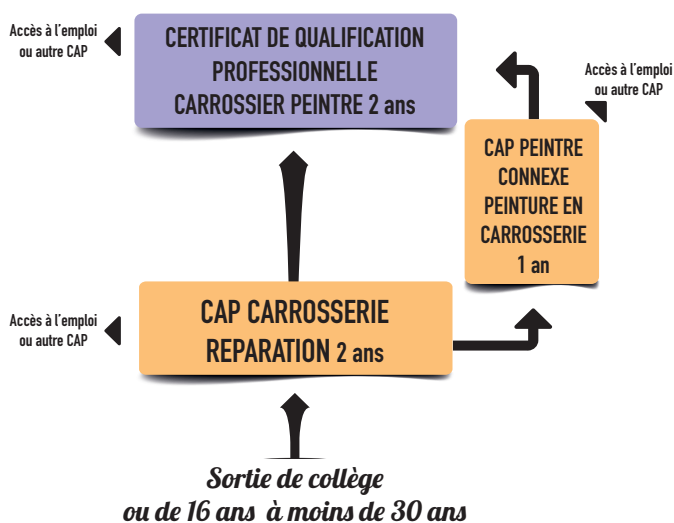 Accès à l'emploi
ou autre CAP
CERTIFICAT DE QUALIFICATION
PROFESSIONNELLE
CARROSSIER PEINTRE 2 ans
Accès à l'emploi
ou autre CAP
CAP PEINTRE
CONNEXE
PEINTURE EN
CARROSSERIE
1 an
Accès à l'emploi
ou autre CAP
CAP CARROSSERIE
REPARATION 2 ans
Sortie de collège
ou de 16 ans à moins de 30 ans